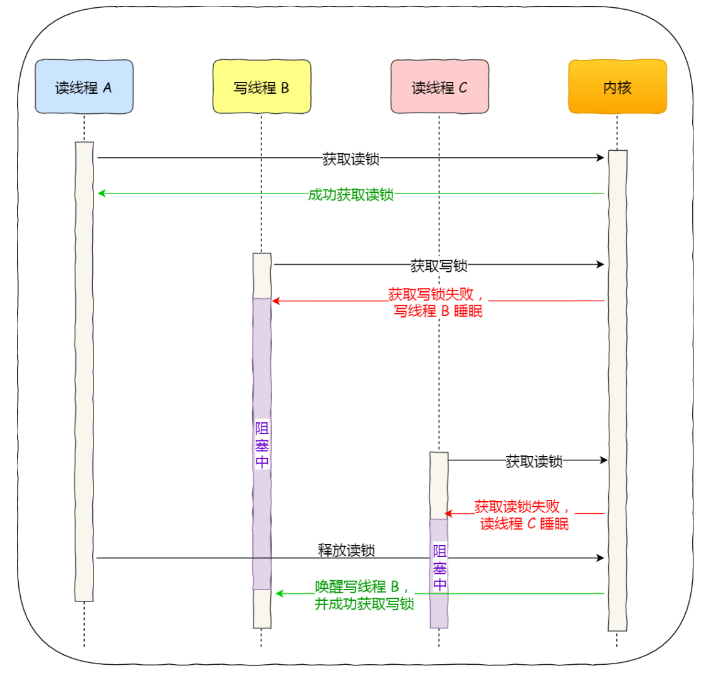 读线程 A
写线程 B
读线程 C
内核
获取读锁
成功获取读锁
获取写锁
获取写锁失败，
写线程 B 睡眠
阻
塞
中
获取读锁
获取读锁失败，
读线程 C 睡眠
释放读锁
阻
塞
中
唤醒写线程 B，
并成功获取写锁